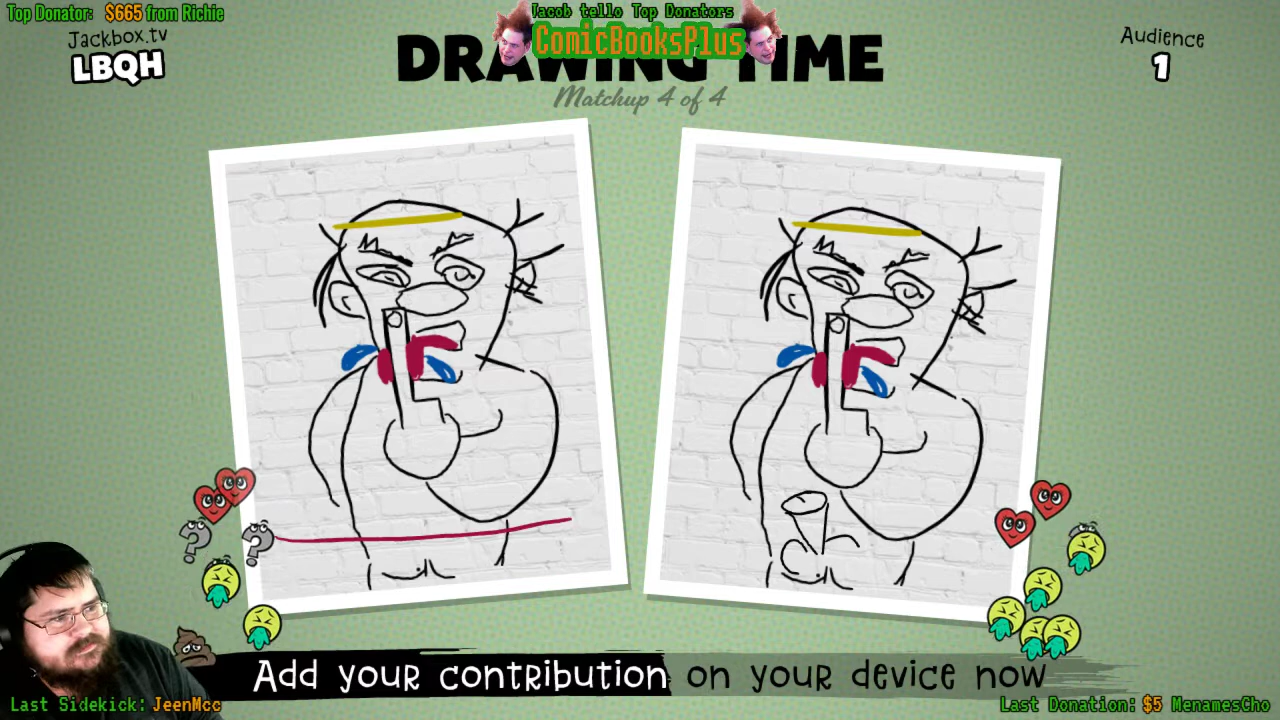 Top Donator: $665 from Richie
Jackbox.tv
LBQH
Jacob tello Top Donators
ComicBooksPlus
DRAWING TIME
Matchup 4 of 4
Audience
1
Add your contribution on your device now
Last Sidekick: JeenMcc
Last Donation: $5 MenamesCho